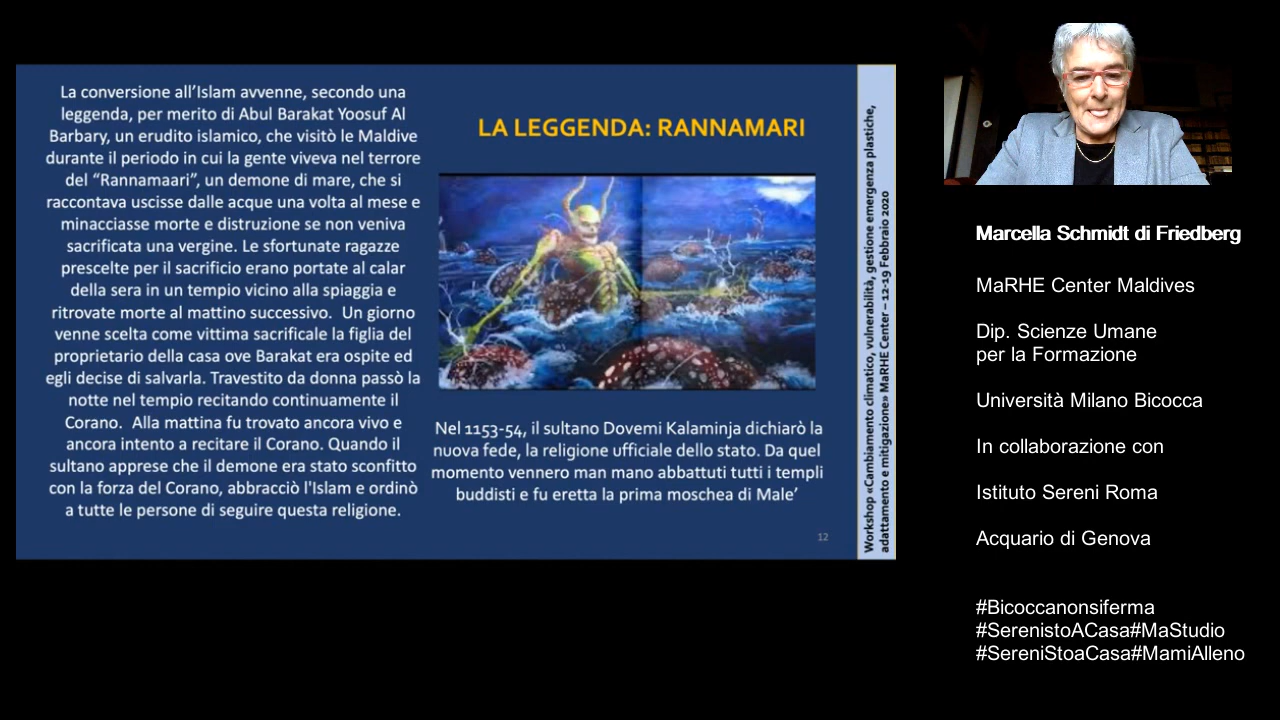 La conversione all'Islam avvenne, secondo una
leggenda, per merito di Abul Barakat Yoosuf Al
Barbary, un erudito islamico, che visitò le Maldive
durante il periodo in cui la gente viveva nel terrore
del “Rannamaari”, un demone di mare, che si
raccontava uscisse dalle acque una volta al mese e
minacciasse morte e distruzione se non veniva
sacrificata una vergine. Le sfortunate ragazze
prescelte per il sacrificio erano portate al calar
della sera in un tempio vicino alla spiaggia e
ritrovate morte al mattino successivo. Un giorno
venne scelta come vittima sacrificale la figlia del
proprietario della casa ove Barakat era ospite ed
egli decise di salvarla. Travestito da donna passò la
notte nel tempio recitando continuamente il
Corano. Alla mattina fu trovato ancora vivo e
ancora intento a recitare il Corano. Quando il
sultano apprese che il demone era stato sconfitto
con la forza del Corano, abbracciò l'Islam e ordinò
a tutte le persone di seguire questa religione.
LA LEGGENDA: RANNAMARI
Nel 1153-54, il sultano Dovemi Kalaminja dichiarò la
nuova fede, la religione ufficiale dello stato. Da quel
momento vennero man mano abbattuti tutti i templi
buddisti e fu eretta la prima moschea di Male’
12
Workshop «Cambiamento climatico, vulnerabilità, gestione emergenza plastiche,
adattamento e mitigazione» MaRHE Center – 12-19 Febbraio 2020
Marcella Schmidt di Friedberg
MaRHE Center Maldives
Dip. Scienze Umane
per la Formazione
Università Milano Bicocca
In collaborazione con
Istituto Sereni Roma
Acquario di Genova
#Bicoccanonsiferma
#SerenistoACasa#MaStudio
#SereniStoaCasa#MamiAlleno